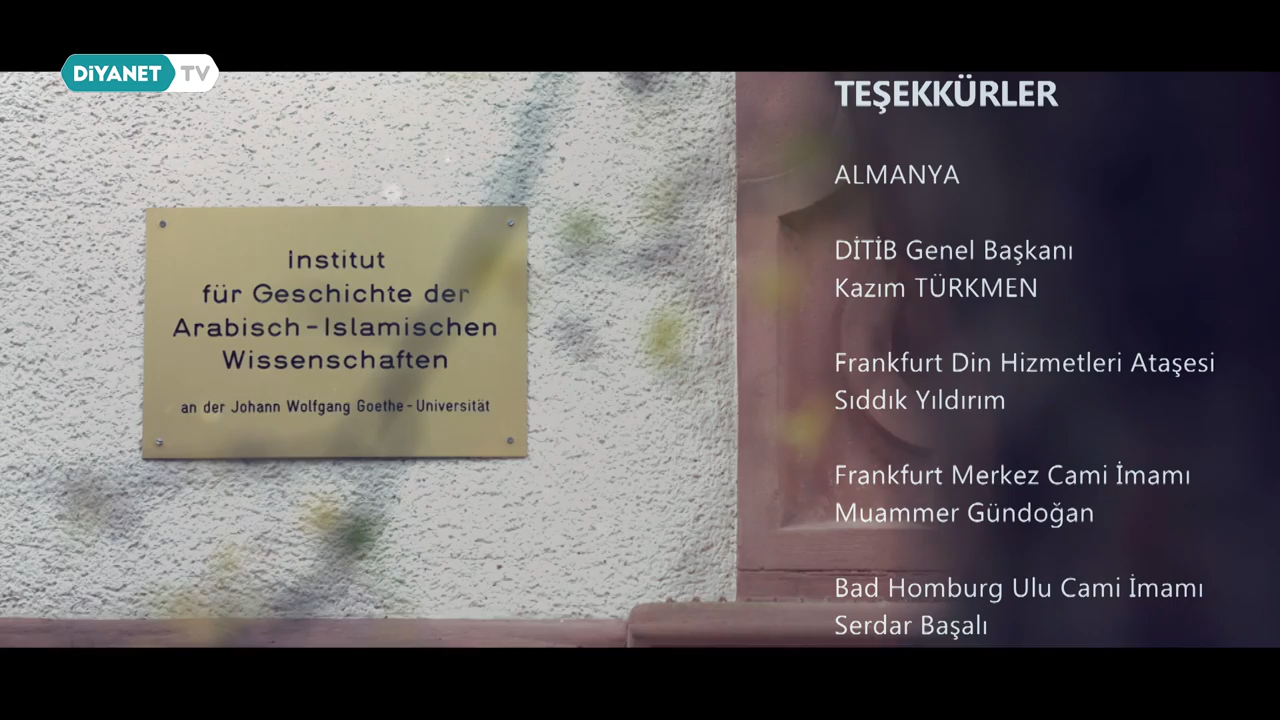 DiYANET TV
institut
für Geschichte der
Arabisch-Islamischen
Wissenschaften
an der Johann Wolfgang Goethe-Universität
TEŞEKKÜRLER
ALMANYA
DİTİB Genel Başkanı
Kazım TÜRKMEN
Frankfurt Din Hizmetleri Ataşesi
Sıddık Yıldırım
Frankfurt Merkez Cami İmamı
Muammer Gündoğan
Bad Homburg Ulu Cami İmamı
Serdar Başalı